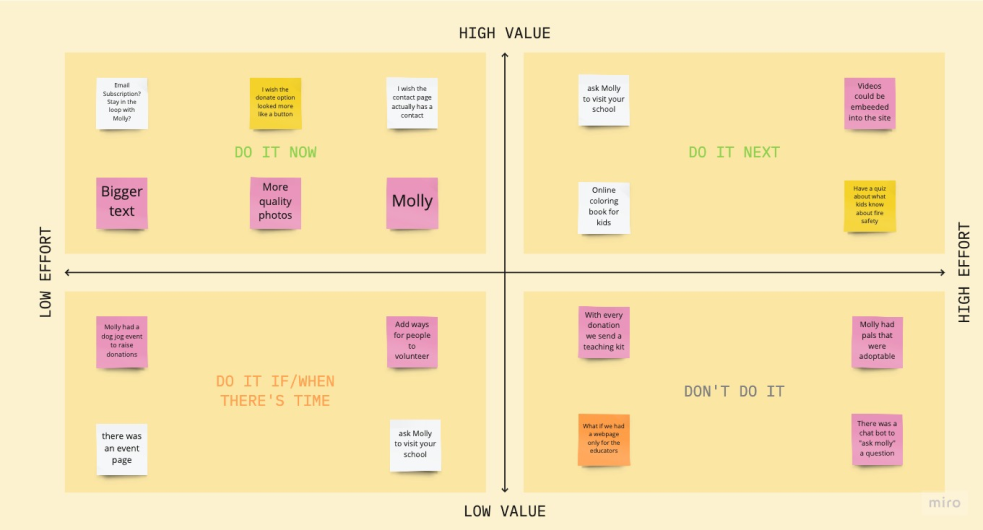 HIGH VALUE
Email
Subscription?
Stay in the
loop with
Molly?
I wish the
donate option
looked more
like a button
I wish the
contact page
actually has a
contact
DO IT NOW
Bigger
text
More
quality
photos
Molly
ask Molly
to visit your
school
Videos
could be
embeeded
into the site
DO IT NEXT
Online
coloring
book for
kids
Have a quiz
about what
kids know
about fire
safety
LOW EFFORT
HIGH EFFORT
Molly had a
dog jog event
to raise
donations
Add ways
for people
to
volunteer
DO IT IF/WHEN
THERE'S TIME
there was
an event
page
ask Molly
to visit your
school
With every
donation
we send a
teaching kit
Molly had
pals that
were
adoptable
DON'T DO IT
What if we had
a webpage
only for the
educators
There was a
chat bot to
"ask molly"
a question
LOW VALUE
miro